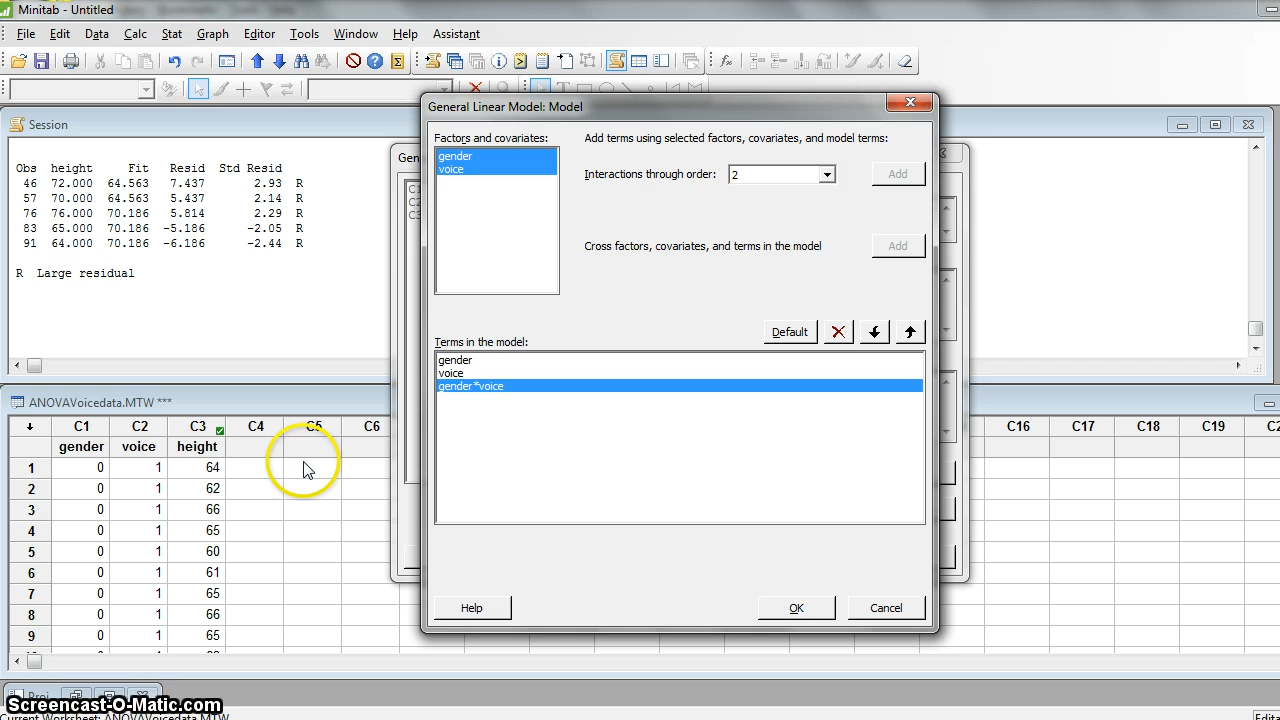 Minitab - Untitled
File Edit Data Calc Stat Graph Editor Tools Window Help Assistant
Session
Obs height Fit Resid Std Resid
46 72.000 64.563 7.437 2.93 R
57 70.000 64.563 5.437 2.14 R
76 76.000 70.186 5.814 2.29 R
83 65.000 70.186 -5.186 -2.05 R
91 64.000 70.186 -6.186 -2.44 R
R Large residual
General Linear Model: Model
Factors and covariates:
gender
voice
Add terms using selected factors, covariates, and model terms:
Interactions through order: 2 Add
Cross factors, covariates, and terms in the model Add
Default
Terms in the model:
gender
voice
gender*voice
Help OK Cancel
ANOVAVoicedata.MTW ***
C1 C2 C3 C4 C5 C6 C16 C17 C18 C19
gender voice height
1 0 1 64
2 0 1 62
3 0 1 66
4 0 1 65
5 0 1 60
6 0 1 61
7 0 1 65
8 0 1 66
9 0 1 65
Screencast-O-Matic.com
Current Worksheet: ANOVAVoicedata.MTW